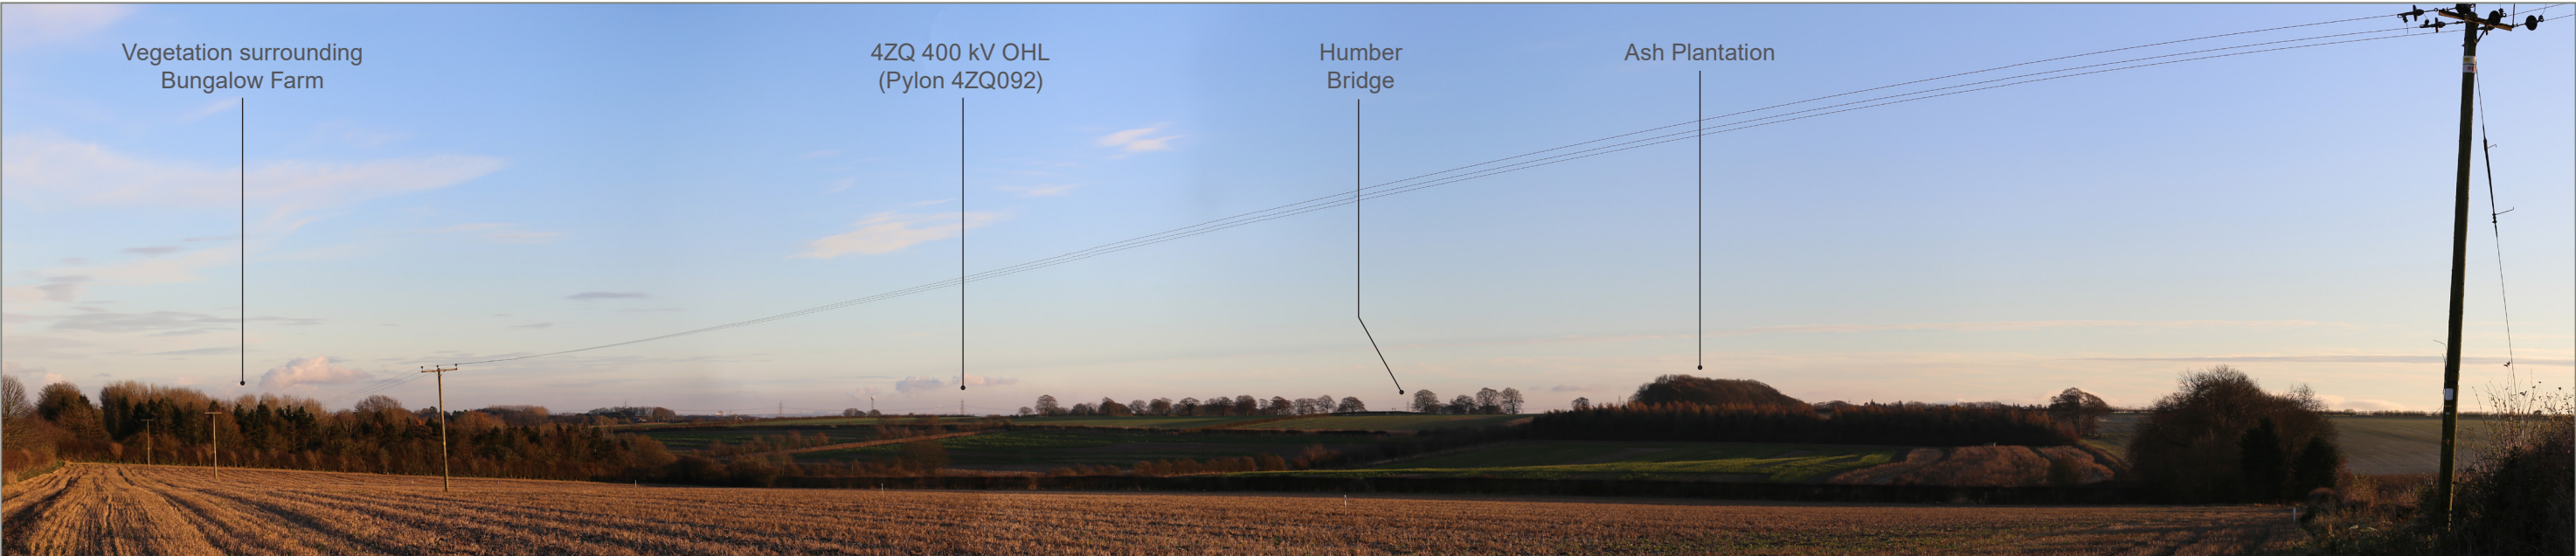 Vegetation surrounding
Bungalow Farm
4ZQ 400 kV OHL
(Pylon 4ZQ092)
Humber
Bridge
Ash Plantation